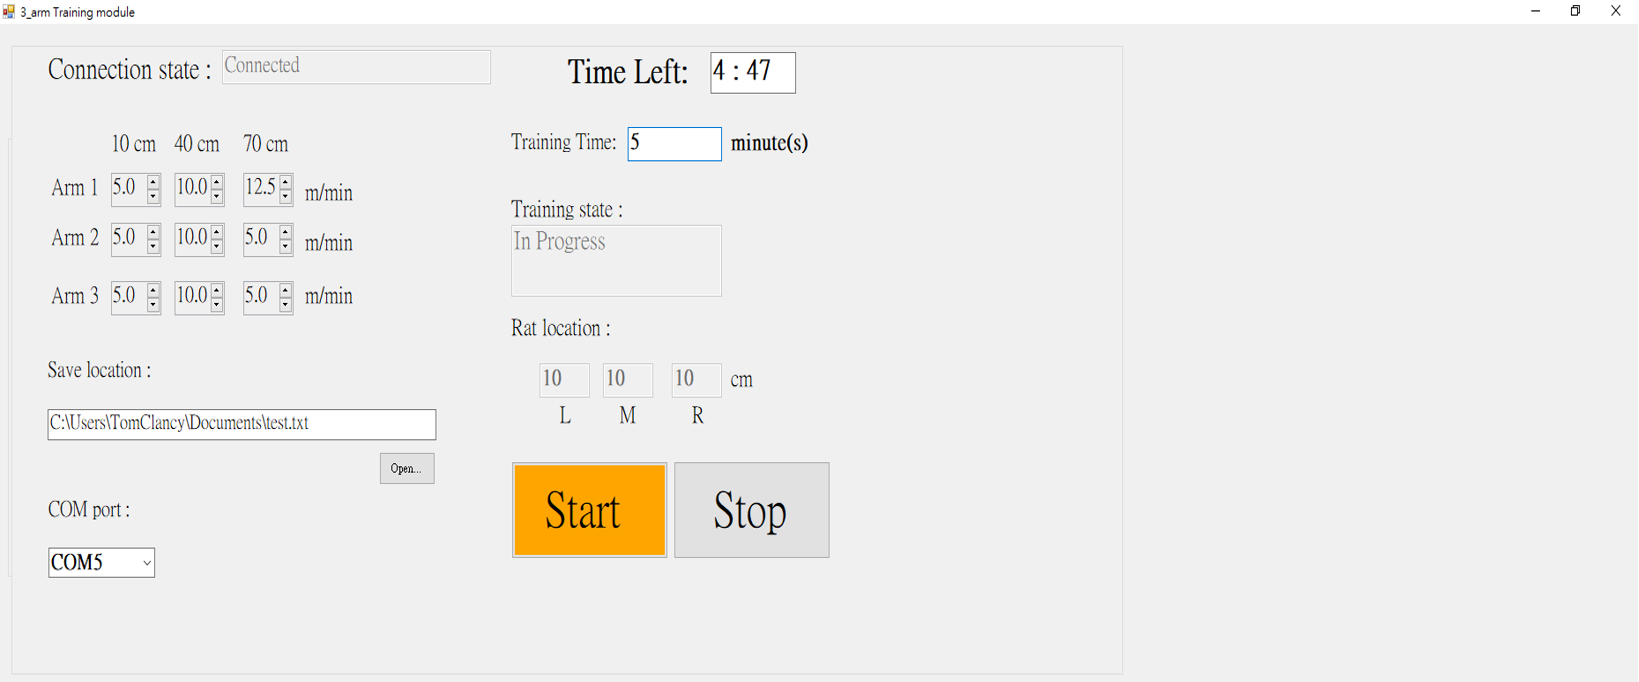 3_arm Training module
Connection state : Connected
Time Left: 4 : 47
10 cm 40 cm 70 cm
Training Time: 5 minute(s)
Arm 1 5.0 10.0 12.5 m/min
Arm 2 5.0 10.0 5.0 m/min
Arm 3 5.0 10.0 5.0 m/min
Training state :
In Progress
Rat location :
10 10 10 cm
L M R
Save location :
C:\Users\TomClancy\Documents\test.txt
Open...
COM port :
COM5
Start Stop